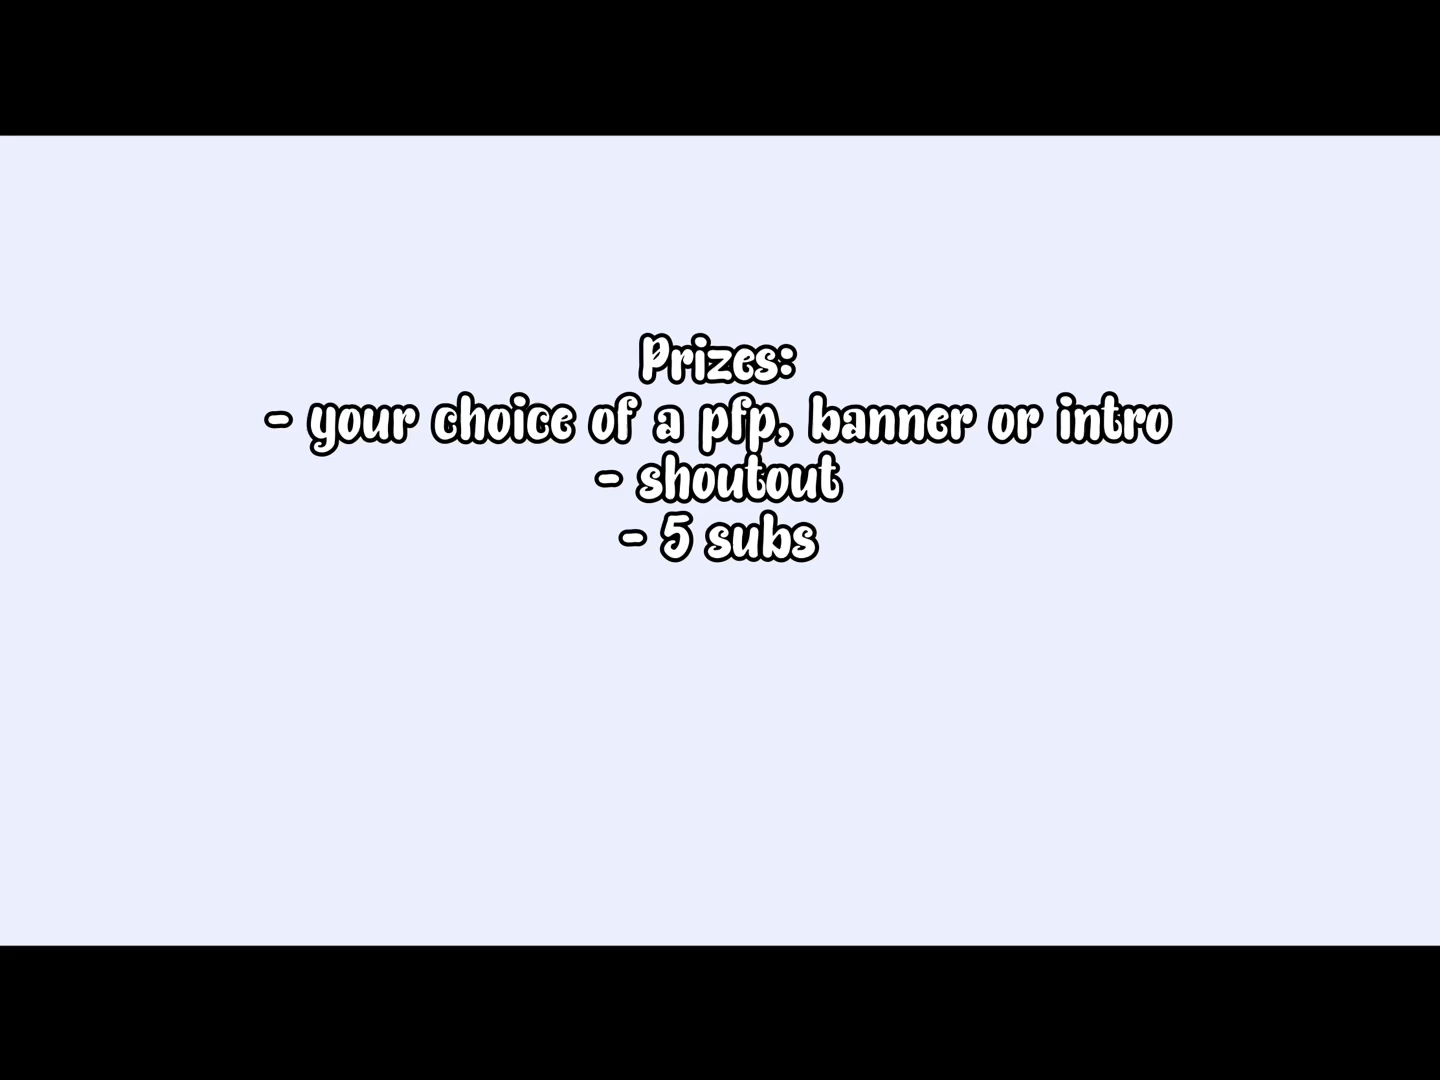 Prizes:
- your choice of a pfp, banner or intro
- shoutout
- 5 subs